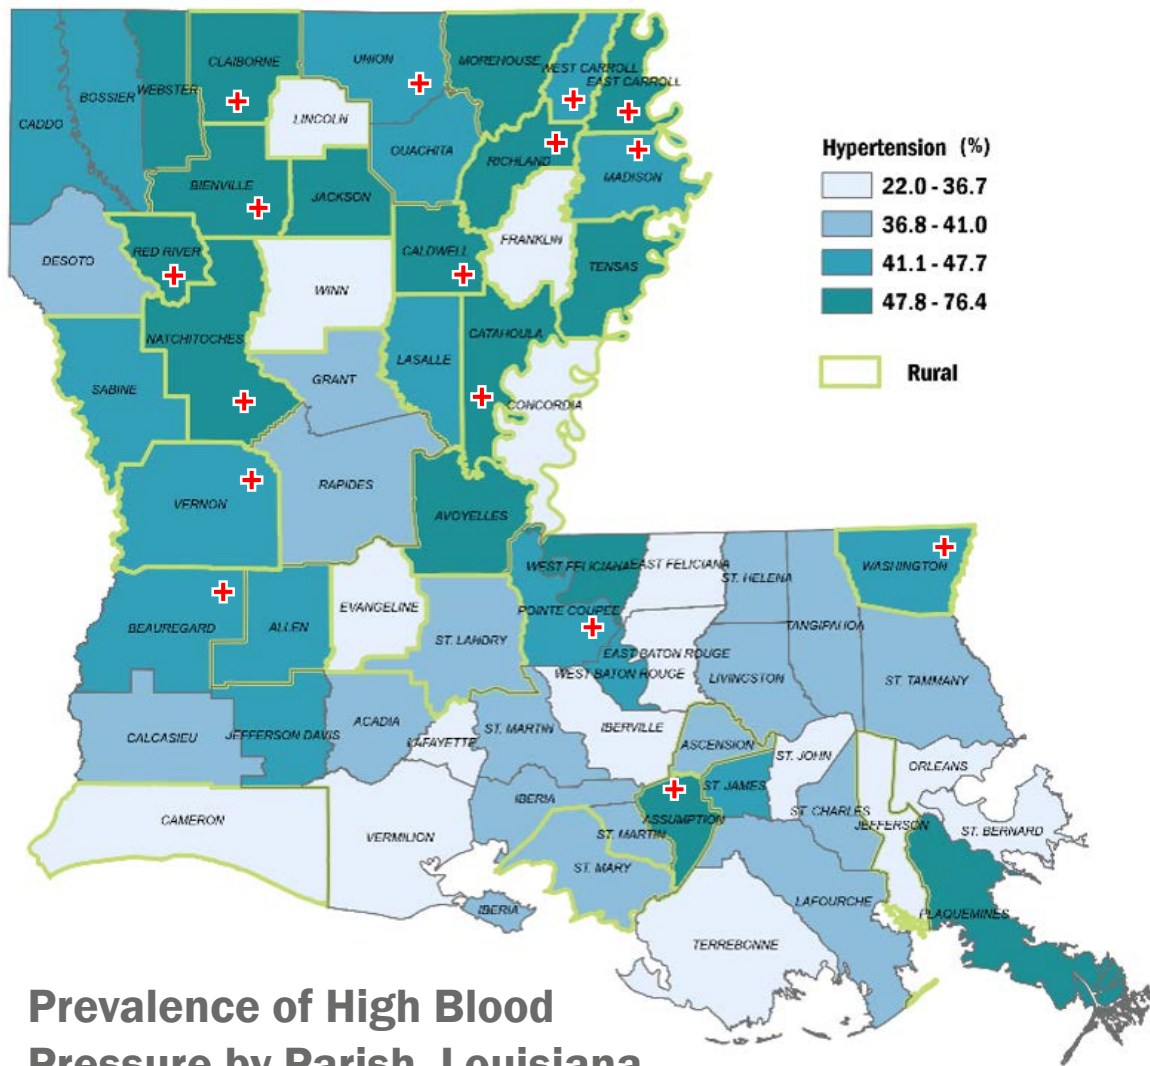 CLAIBORNE
UNION
MOREHOUSE
WEST CARROLL
EAST CARROLL
WEBSTER
BOSSIER
CADDO
LINCOLN
OUACHITA
RICHLAND
MADISON
BIENVILLE
JACKSON
FRANKLIN
RED RIVER
CALDWELL
TENSAS
DESOTO
WINN
NATCHITOCHES
CATAHOULA
LASALLE
GRANT
SABINE
CONCORDIA
RAPIDES
VERNON
AVOYELLES
WEST FELICIANA
EAST FELICIANA
ST. HELENA
WASHINGTON
EVANGELINE
POINTE COUPEE
BEAUREGARD
ALLEN
ST. LANDRY
TANGIPAHOA
EAST BATON ROUGE
WEST BATON ROUGE
LIVINGSTON
ST. TAMMANY
CALCASIEU
JEFFERSON DAVIS
ACADIA
LAFAYETTE
ST. MARTIN
IBERVILLE
ASCENSION
ST. JOHN
ORLEANS
ST. JAMES
IBERIA
ST. CHARLES
CAMERON
VERMILION
ST. MARTIN
ASSUMPTION
JEFFERSON
ST. BERNARD
ST. MARY
LAFOURCHE
IBERIA
PLAQUEMINES
TERREBONNE
Hypertension (%)
22.0 - 36.7
36.8 - 41.0
41.1 - 47.7
47.8 - 76.4
Rural
Prevalence of High Blood
Pressure by Parish, Louisiana